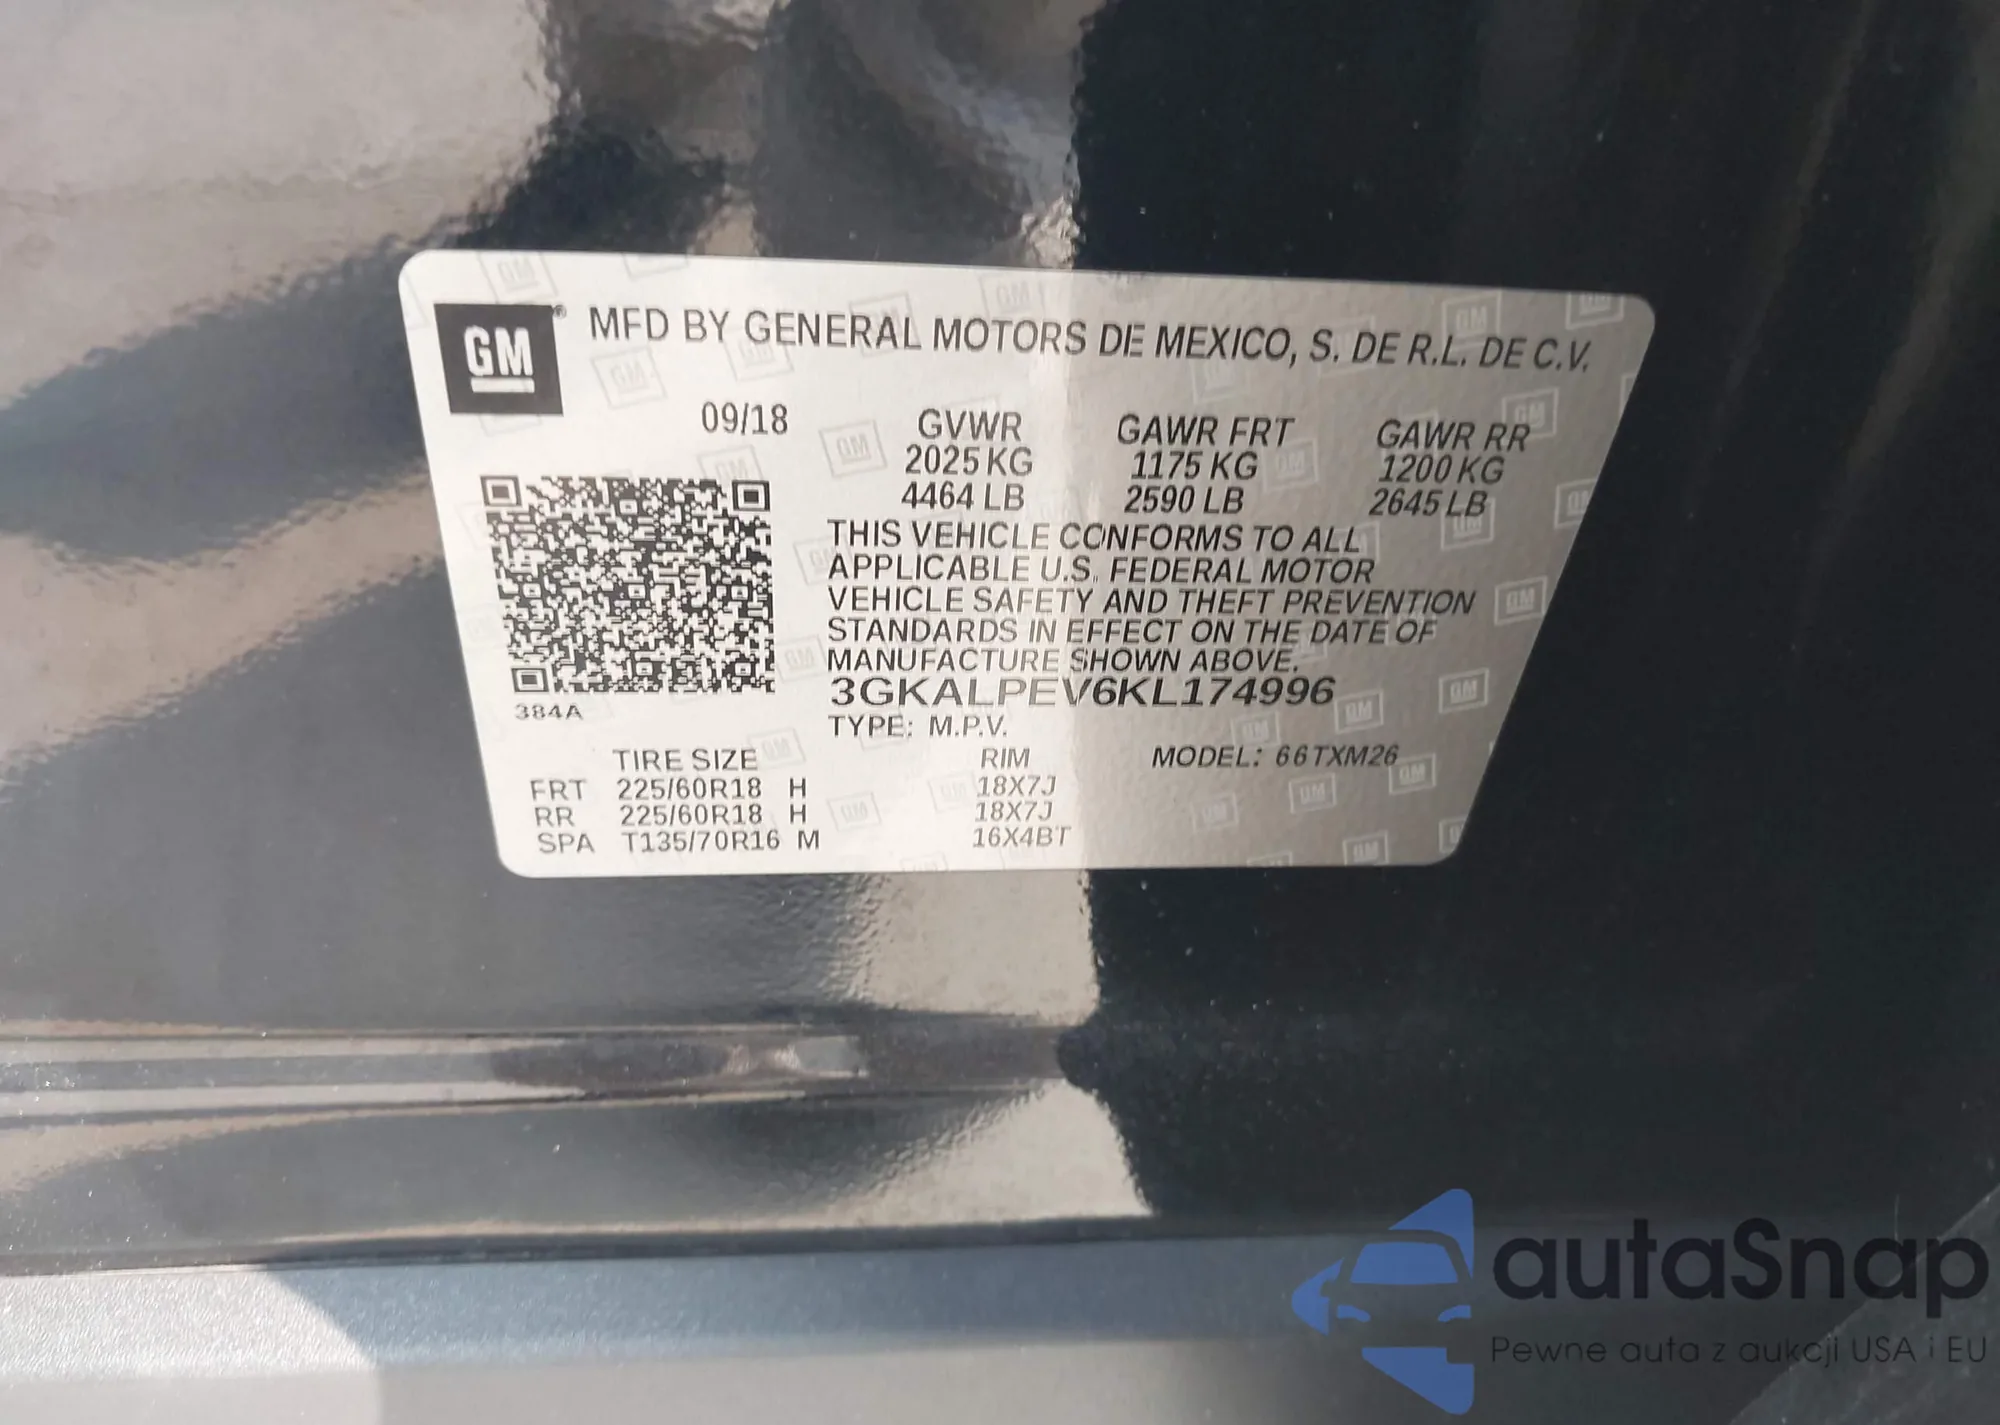 GM ® MFD BY GENERAL MOTORS DE MEXICO, S. DE R.L. DE C.V.
09/18 GVWR GAWR FRT GAWR RR
2025 KG 1175 KG 1200 KG
4464 LB 2590 LB 2645 LB
THIS VEHICLE CONFORMS TO ALL
APPLICABLE U.S. FEDERAL MOTOR
VEHICLE SAFETY AND THEFT PREVENTION
STANDARDS IN EFFECT ON THE DATE OF
MANUFACTURE SHOWN ABOVE.
3GKALPEV6KL174996
384A
TYPE: M.P.V.
TIRE SIZE RIM MODEL: 66TXM26
FRT 225/60R18 H 18X7J
RR 225/60R18 H 18X7J
SPA T135/70R16 M 16X4BT
autaSnap
Pewne auta z aukcji USA i EU